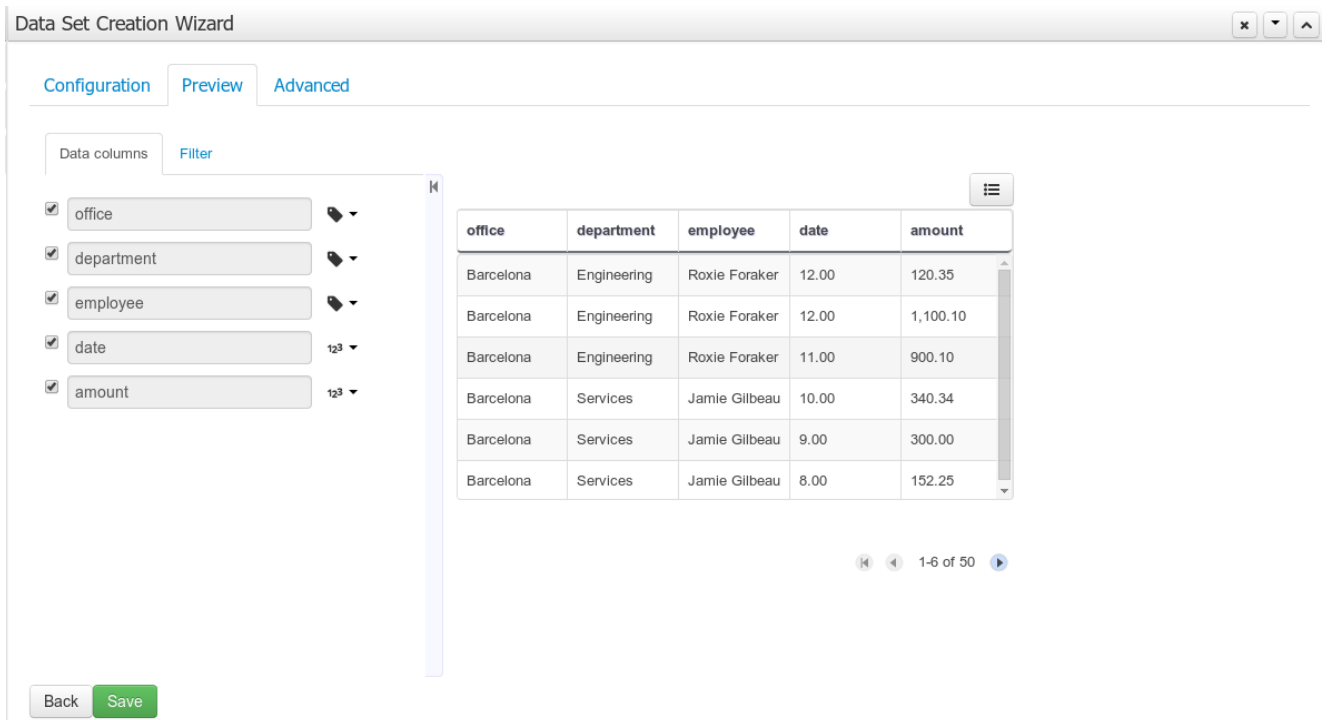 Data Set Creation Wizard
Configuration Preview Advanced
Data columns Filter
office
department
employee
date 123
amount 123
office department employee date amount
Barcelona Engineering Roxie Foraker 12.00 120.35
Barcelona Engineering Roxie Foraker 12.00 1,100.10
Barcelona Engineering Roxie Foraker 11.00 900.10
Barcelona Services Jamie Gilbeau 10.00 340.34
Barcelona Services Jamie Gilbeau 9.00 300.00
Barcelona Services Jamie Gilbeau 8.00 152.25
1-6 of 50
Back Save